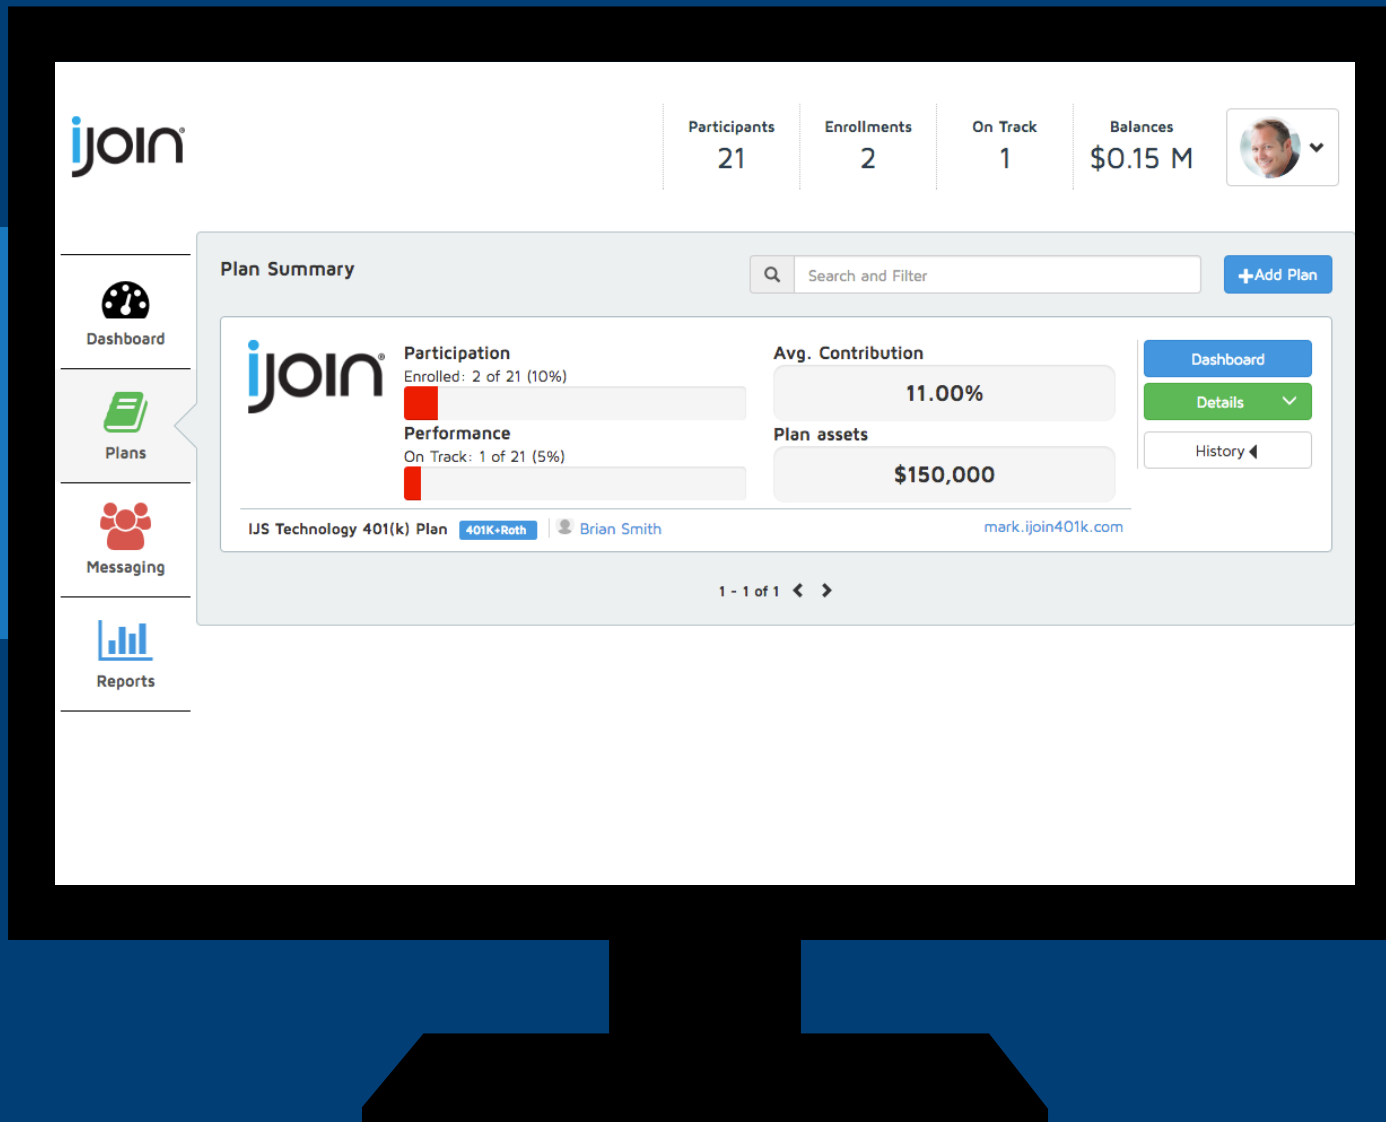 ijoin®
Participants
21
Enrollments
2
On Track
1
Balances
$0.15 M
Dashboard
Plans
Messaging
Reports
Plan Summary
Search and Filter
+Add Plan
ijoin®
Participation
Enrolled: 2 of 21 (10%)
Performance
On Track: 1 of 21 (5%)
Avg. Contribution
11.00%
Plan assets
$150,000
Dashboard
Details
History
IJS Technology 401(k) Plan 401K+Roth Brian Smith mark.ijoin401k.com
1 - 1 of 1